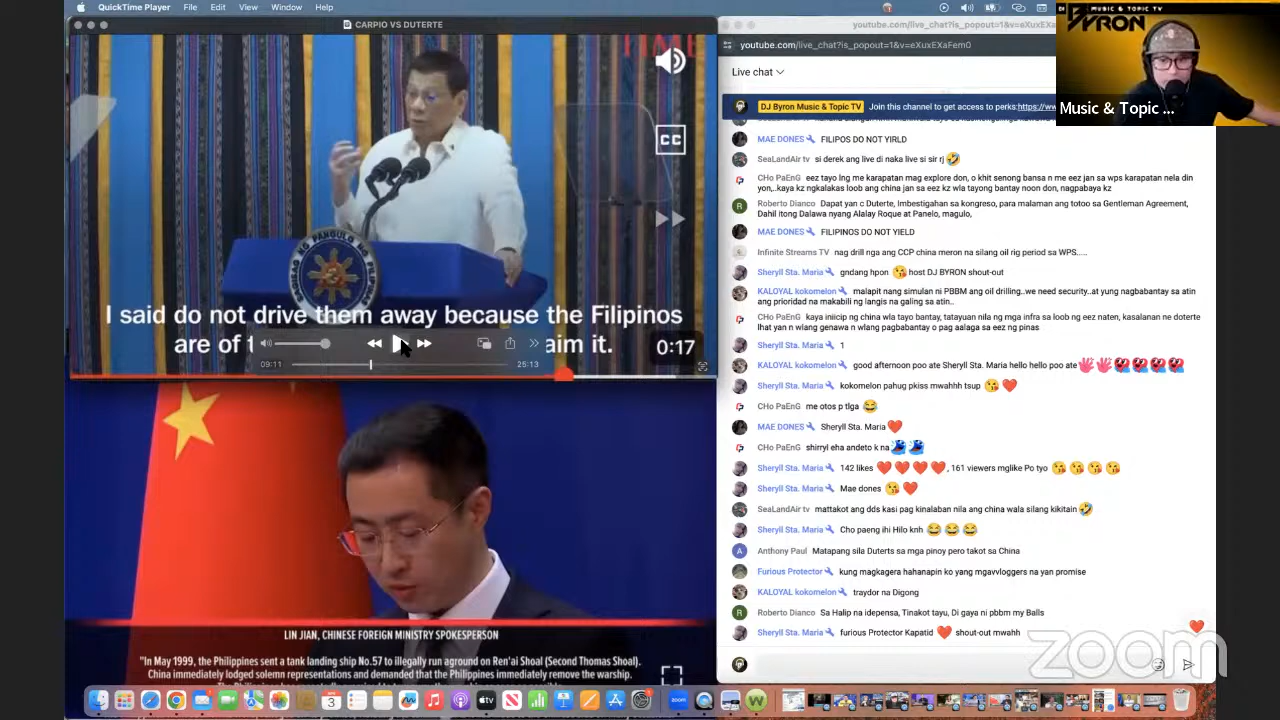 QuickTime Player File Edit View Window Help
CARPIO VS DUTERTE
youtube.com/live_chat?is_popout=1&v=eXuxEXaFem0
youtube.com/live_chat?is_popout=1&v=eXuxEXaFem0
MUSIC & TOPIC TV
BYRON
Music & Topic ...
Live chat
DJ Byron Music & Topic TV Join this channel to get access to perks:https://ww
MAE DONES FILIPOS DO NOT YIRLD
SeaLandAir tv si derek ang live di naka live si sir rj🤣
CHo PaEnG eez tayo lng me karapatan mag explore don, o khit senong bansa n me eez jan sa wps karapatan nela din
yon,..kaya kz ngkalakas loob ang china jan sa eez kz wla tayong bantay noon don, nagpabaya kz
Roberto Dianco Dapat yan c Duterte, Imbestigahan sa kongreso, para malaman ang totoo sa Gentleman Agreement,
Dahil itong Dalawa nyang Alalay Roque at Panelo, magulo,
MAE DONES FILIPINOS DO NOT YIELD
Infinite Streams TV nag drill nga ang CCP china meron na silang oil rig period sa WPS.....
Sheryll Sta. Maria gndang hpon 😘host DJ BYRON shout-out
KALOYAL kokomelon malapit nang simulan ni PBBM ang oil drilling..we need security..at yung nagbabantay sa atin
ang prioridad na makabili ng langis na galing sa atin..
CHo PaEnG kaya iniicip ng china wla tayo bantay, tatayuan nila ng mga infra sa loob ng eez naten, kasalanan ne doterte
lhat yan n wlang genawa n wlang pagbabantay o pag aalaga sa eez ng pinas
Sheryll Sta. Maria 1
KALOYAL kokomelon good afternoon poo ate Sheryll Sta. Maria hello hello poo ate
Sheryll Sta. Maria kokomelon pahug pkiss mwahhh tsup 😘❤️
CHo PaEnG me otos p tlga 😂
MAE DONES Sheryll Sta. Maria❤️
CHo PaEnG shirryl eha andeto k na
Sheryll Sta. Maria 142 likes ❤️❤️❤️❤️, 161 viewers mglike Po tyo 😘😘😘😘
Sheryll Sta. Maria Mae dones 😘❤️
SeaLandAir tv mattakot ang dds kasi pag kinalaban nila ang china wala silang kikitain🤣
Sheryll Sta. Maria Cho paeng ihi Hilo knh 😂😂😂
Anthony Paul Matapang sila Duterts sa mga pinoy pero takot sa China
Furious Protector kung magkagera hahanapin ko yang mgavvloggers na yan promise
KALOYAL kokomelon traydor na Digong
Roberto Dianco Sa Halip na idepensa, Tinakot tayu, Di gaya ni pbbm my Balls
Sheryll Sta. Maria furious Protector Kapatid ❤️ shout-out mwahh
zoom
CC
I said do not drive them away because the Filipinos
are of aim it.
0:17
09:11
25:13
LIN JIAN, CHINESE FOREIGN MINISTRY SPOKESPERSON
"In May 1999, the Philippines sent a tank landing ship No.57 to illegally run aground on Ren'ai Shoal (Second Thomas Shoal).
China immediately lodged solemn representations and demanded that the Philippines immediately remove the warship.